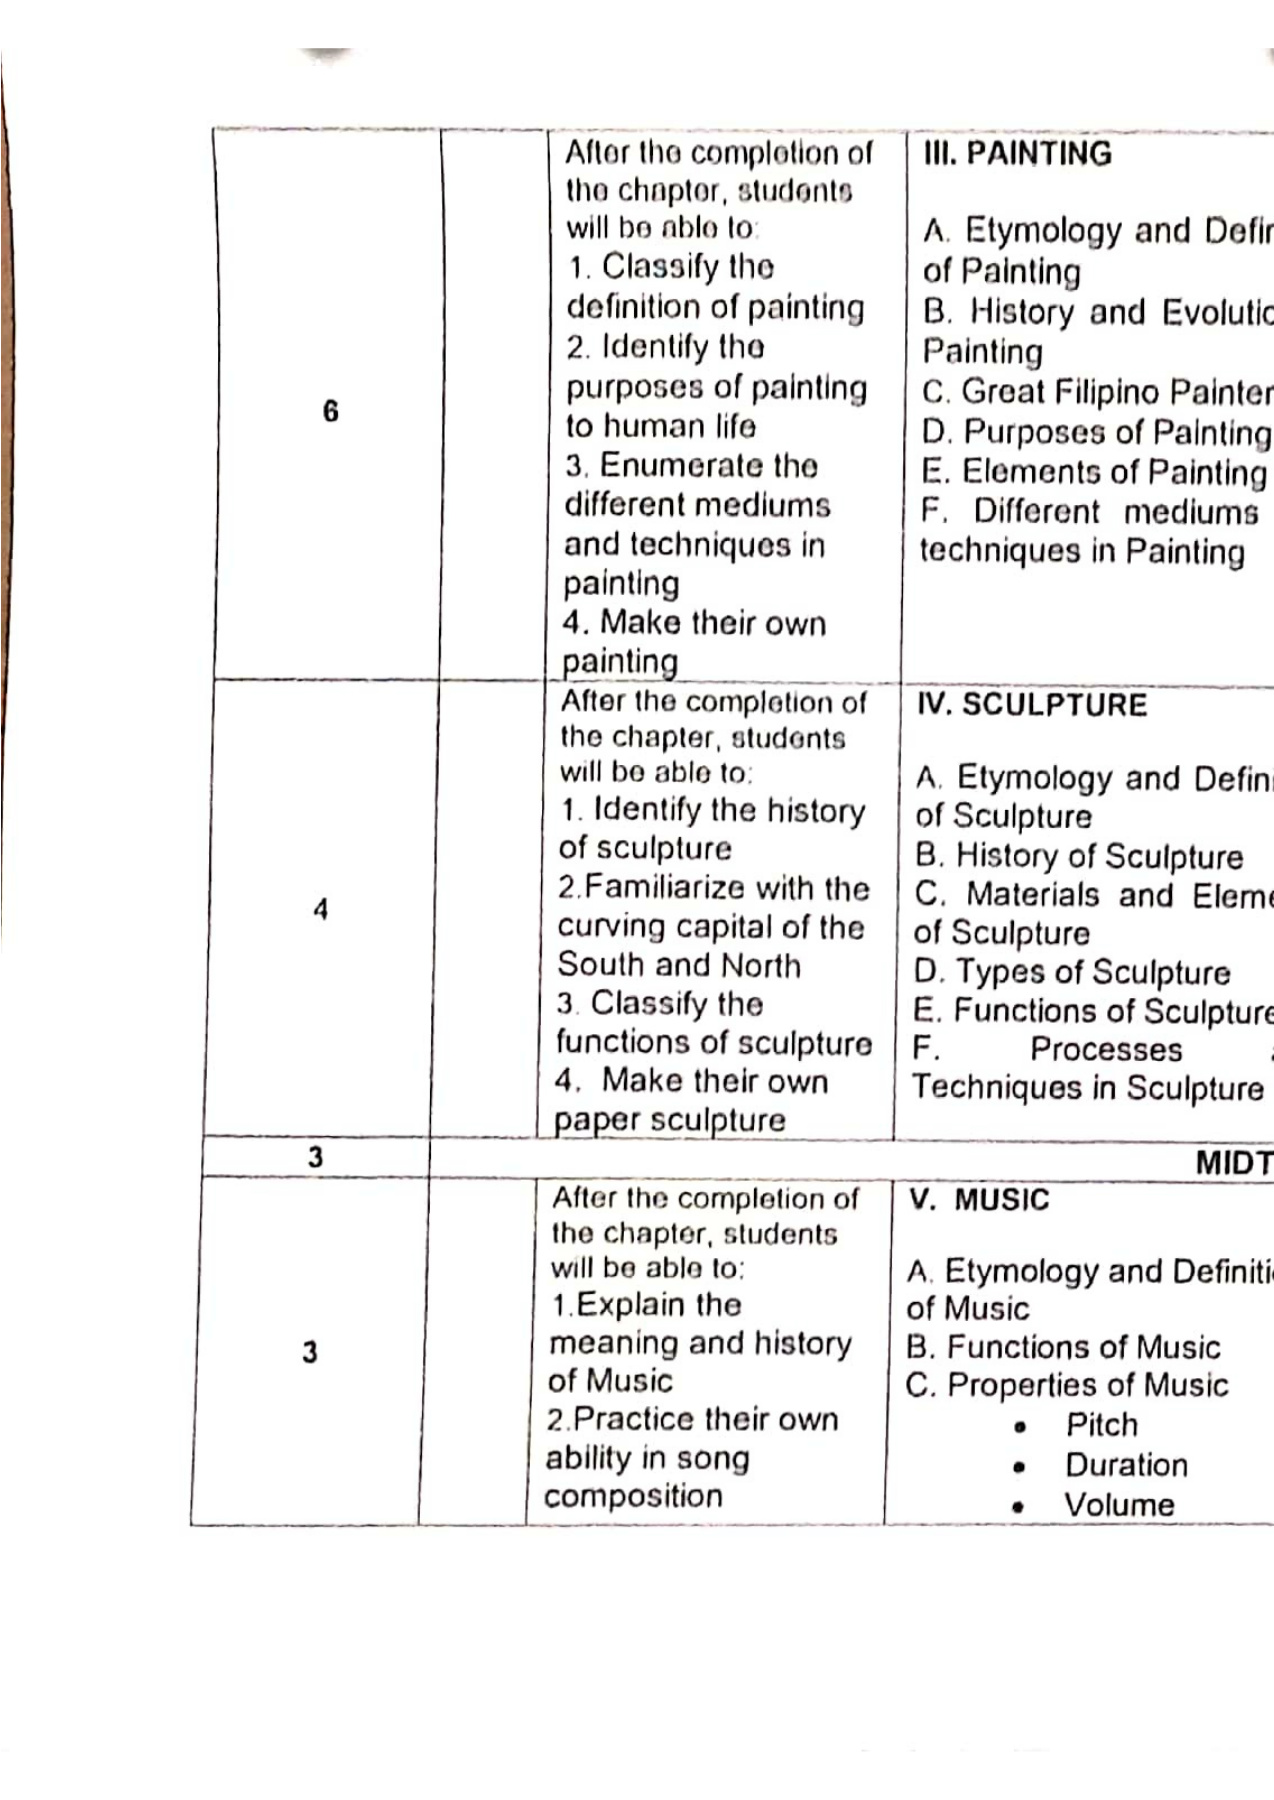 6
After the completion of
the chapter, students
will be able to:
1. Classify the
definition of painting
2. Identify the
purposes of painting
to human life
3. Enumerate the
different mediums
and techniques in
painting
4. Make their own
painting
III. PAINTING
A. Etymology and
of Painting
B. History and
Painting
C. Great Filipino
D. Purposes of Painting
E. Elements of Painting
F. Different mediums
techniques in Painting
4
After the completion of
the chapter, students
will be able to:
1. Identify the history
of sculpture
2.Familiarize with the
curving capital of the
South and North
3. Classify the
functions of sculpture
4. Make their own
paper sculpture
IV. SCULPTURE
A. Etymology and
of Sculpture
B. History of Sculpture
C. Materials and
of Sculpture
D. Types of Sculpture
E. Functions of Sculpture
F. Processes
Techniques in Sculpture
3
MIDT
3
After the completion of
the chapter, students
will be able to:
1.Explain the
meaning and history
of Music
2.Practice their own
ability in song
composition
V. MUSIC
A. Etymology and
of Music
B. Functions of Music
C. Properties of Music
• Pitch
• Duration
• Volume